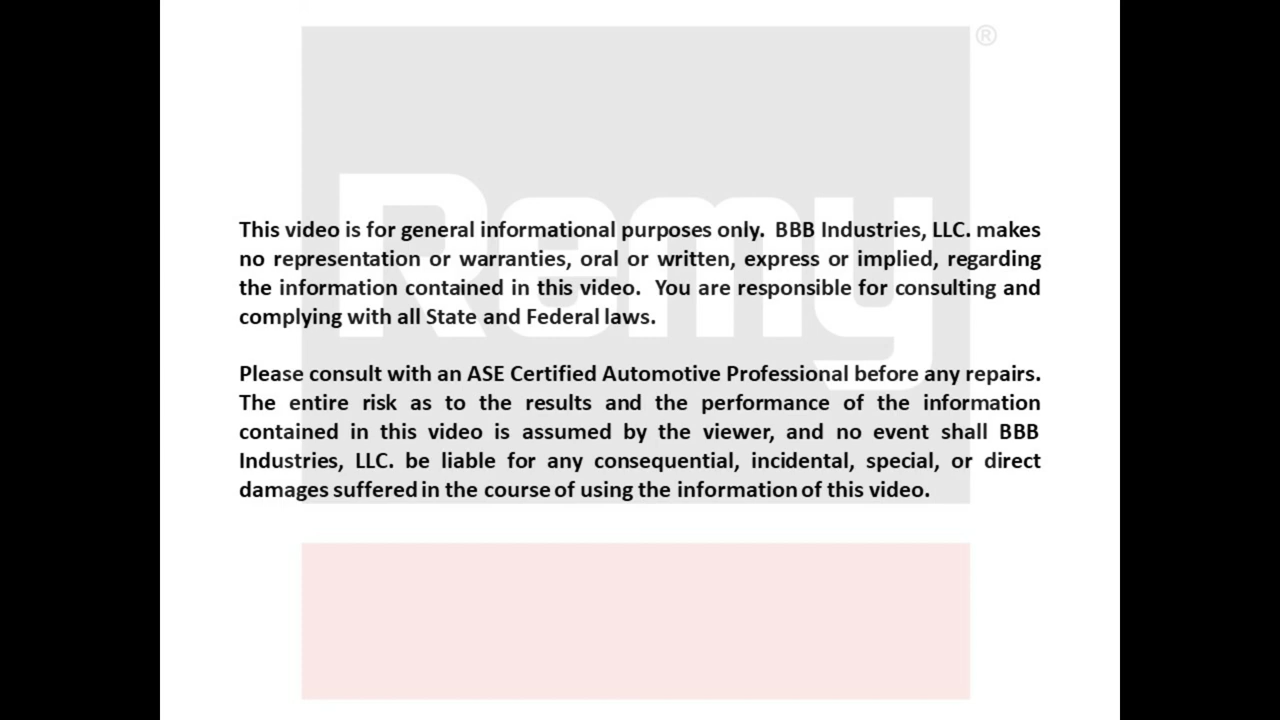 ®
Remy
This video is for general informational purposes only. BBB Industries, LLC. makes
no representation or warranties, oral or written, express or implied, regarding
the information contained in this video. You are responsible for consulting and
complying with all State and Federal laws.
Please consult with an ASE Certified Automotive Professional before any repairs.
The entire risk as to the results and the performance of the information
contained in this video is assumed by the viewer, and no event shall BBB
Industries, LLC. be liable for any consequential, incidental, special, or direct
damages suffered in the course of using the information of this video.